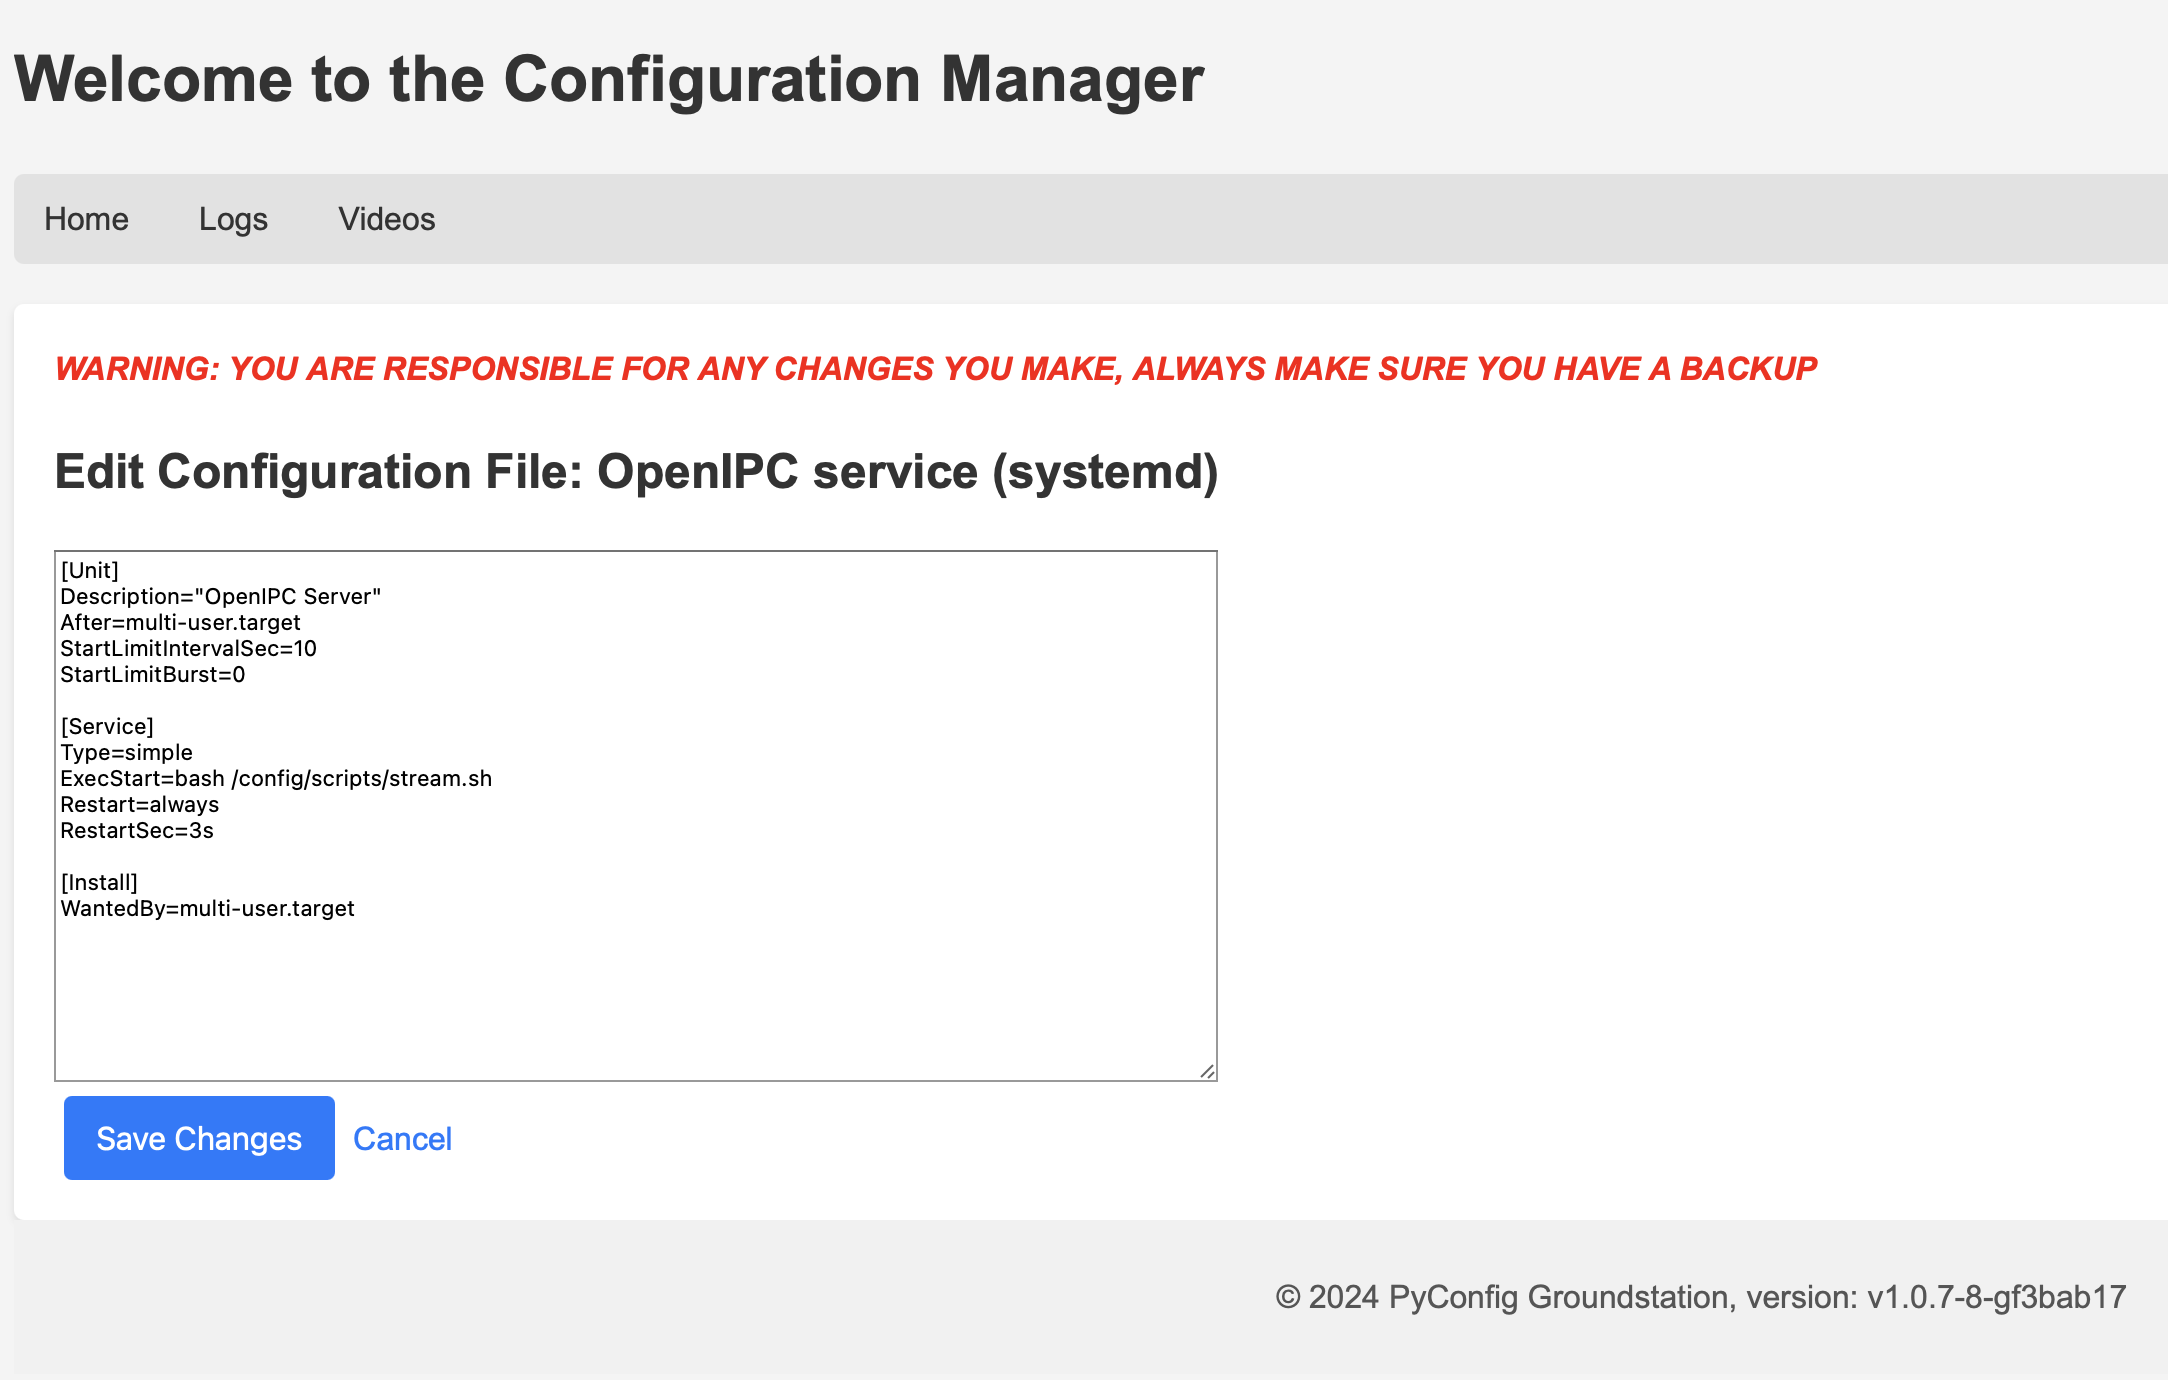 Welcome to the Configuration Manager
Home Logs Videos
WARNING: YOU ARE RESPONSIBLE FOR ANY CHANGES YOU MAKE, ALWAYS MAKE SURE YOU HAVE A BACKUP
Edit Configuration File: OpenIPC service (systemd)
[Unit]
Description="OpenIPC Server"
After=multi-user.target
StartLimitIntervalSec=10
StartLimitBurst=0
[Service]
Type=simple
ExecStart=bash /config/scripts/stream.sh
Restart=always
RestartSec=3s
[Install]
WantedBy=multi-user.target
Save Changes Cancel
© 2024 PyConfig Groundstation, version: v1.0.7-8-gf3bab17